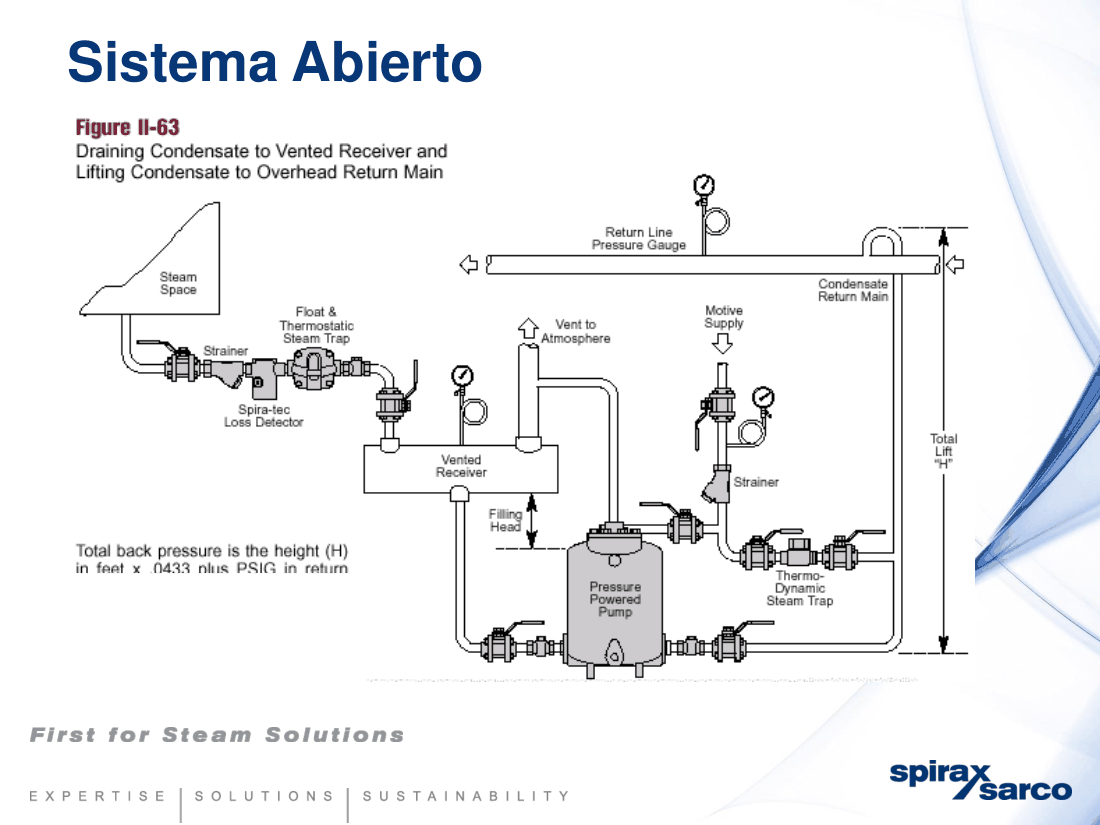 Sistema Abierto
Figure II-63
Draining Condensate to Vented Receiver and
Lifting Condensate to Overhead Return Main
Return Line
Pressure Gauge
Steam
Space
Condensate
Return Main
Float &
Thermostatic
Steam Trap
Motive
Supply
Vent to
Atmosphere
Strainer
Spira-tec
Loss Detector
Total
Lift
“H”
Vented
Receiver
Strainer
Filling
Head
Total back pressure is the height (H)
in feet x .0433 plus PSIG in return
Pressure
Powered
Pump
Thermo-
Dynamic
Steam Trap
First for Steam Solutions
EXPERTISE SOLUTIONS SUSTAINABILITY
spirax
sarco